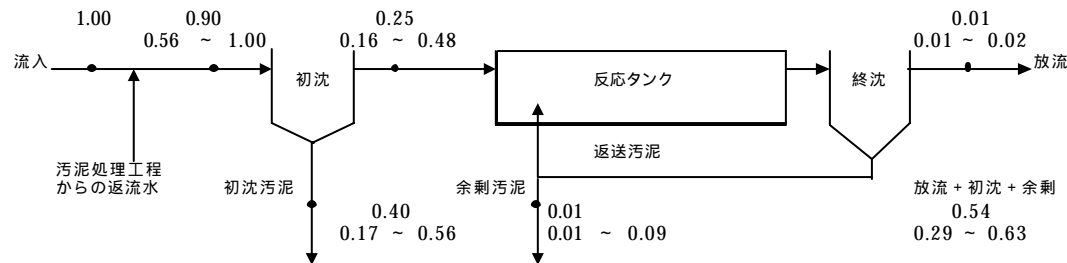 1.00
0.90
0.56 ~ 1.00
0.25
0.16 ~ 0.48
0.01
0.01 ~ 0.02
流入
初沈
反応タンク
終沈
放流
返送汚泥
汚泥処理工程
からの返流水
初沈汚泥
余剰汚泥
放流+初沈+余剰
0.40
0.17 ~ 0.56
0.01
0.01 ~ 0.09
0.54
0.29 ~ 0.63